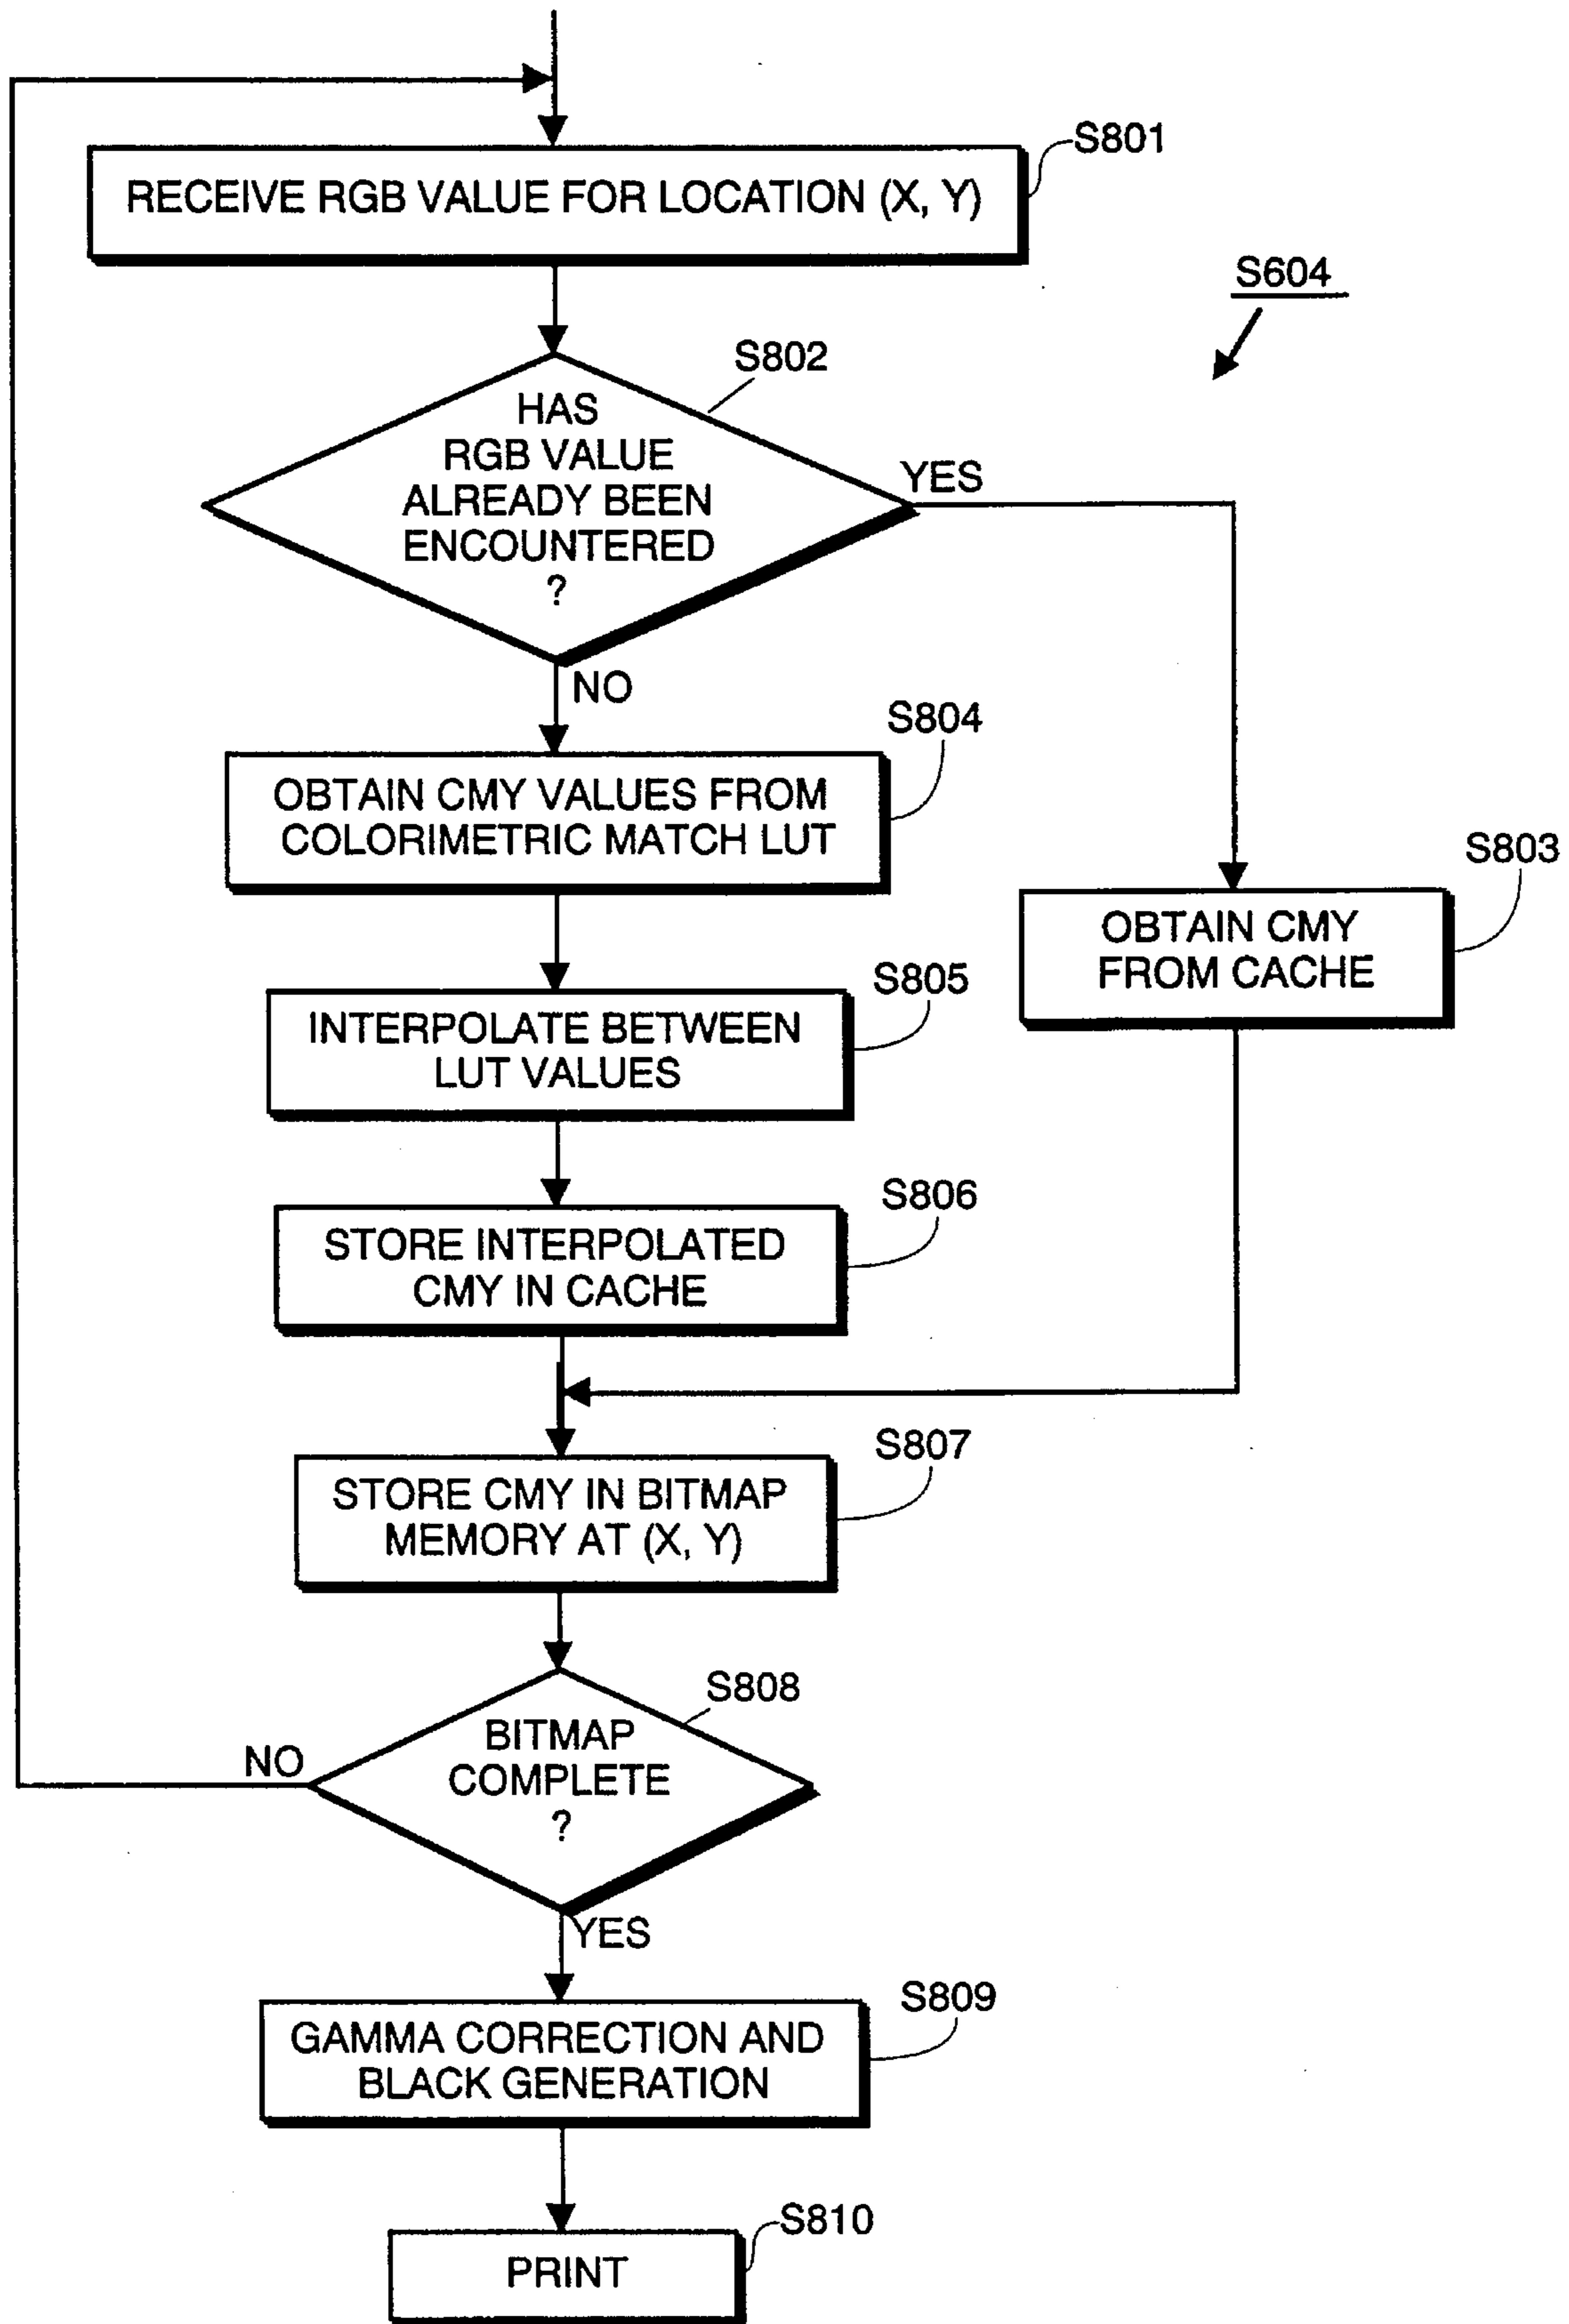 S801
RECEIVE RGB VALUE FOR LOCATION (X, Y)
S604
S802
HAS
RGB VALUE
ALREADY BEEN
ENCOUNTERED
?
YES
NO
S804
OBTAIN CMY VALUES FROM
COLORIMETRIC MATCH LUT
S803
OBTAIN CMY
FROM CACHE
S805
INTERPOLATE BETWEEN
LUT VALUES
S806
STORE INTERPOLATED
CMY IN CACHE
S807
STORE CMY IN BITMAP
MEMORY AT (X, Y)
S808
BITMAP
COMPLETE
?
NO
YES
S809
GAMMA CORRECTION AND
BLACK GENERATION
S810
PRINT